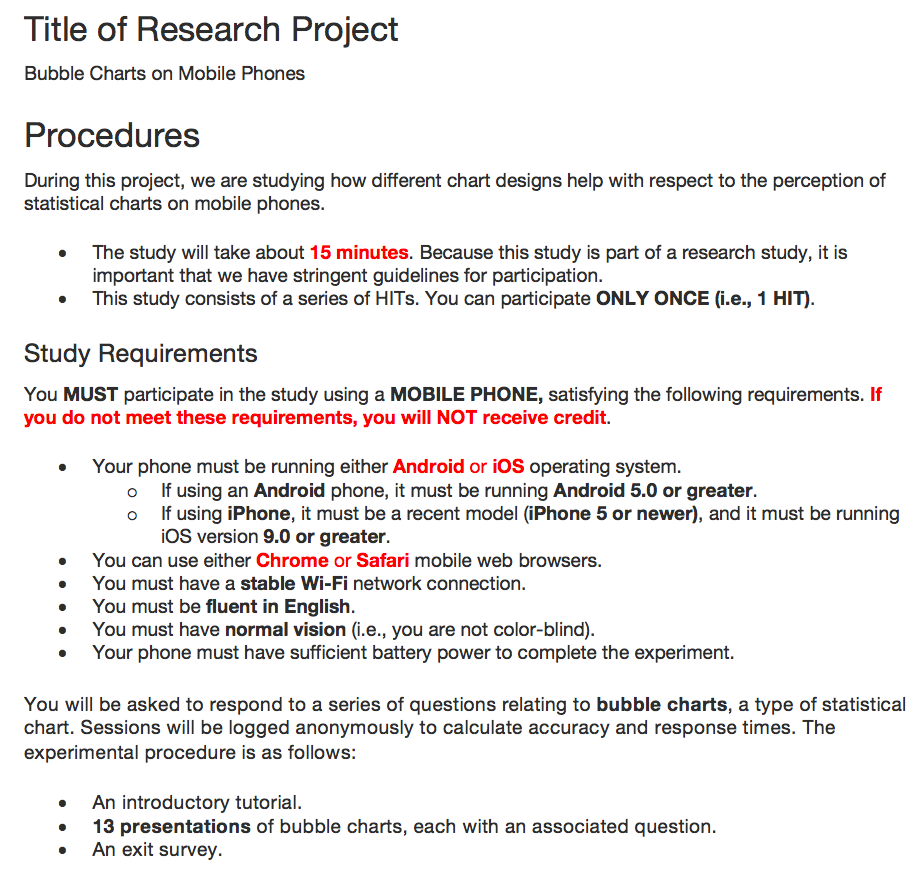 Title of Research Project
Bubble Charts on Mobile Phones
Procedures
During this project, we are studying how different chart designs help with respect to the perception of
statistical charts on mobile phones.
• The study will take about 15 minutes. Because this study is part of a research study, it is
important that we have stringent guidelines for participation.
• This study consists of a series of HITs. You can participate ONLY ONCE (i.e., 1 HIT).
Study Requirements
You MUST participate in the study using a MOBILE PHONE, satisfying the following requirements. If
you do not meet these requirements, you will NOT receive credit.
• Your phone must be running either Android or iOS operating system.
o If using an Android phone, it must be running Android 5.0 or greater.
o If using iPhone, it must be a recent model (iPhone 5 or newer), and it must be running
iOS version 9.0 or greater.
• You can use either Chrome or Safari mobile web browsers.
• You must have a stable Wi-Fi network connection.
• You must be fluent in English.
• You must have normal vision (i.e., you are not color-blind).
• Your phone must have sufficient battery power to complete the experiment.
You will be asked to respond to a series of questions relating to bubble charts, a type of statistical
chart. Sessions will be logged anonymously to calculate accuracy and response times. The
experimental procedure is as follows:
• An introductory tutorial.
• 13 presentations of bubble charts, each with an associated question.
• An exit survey.